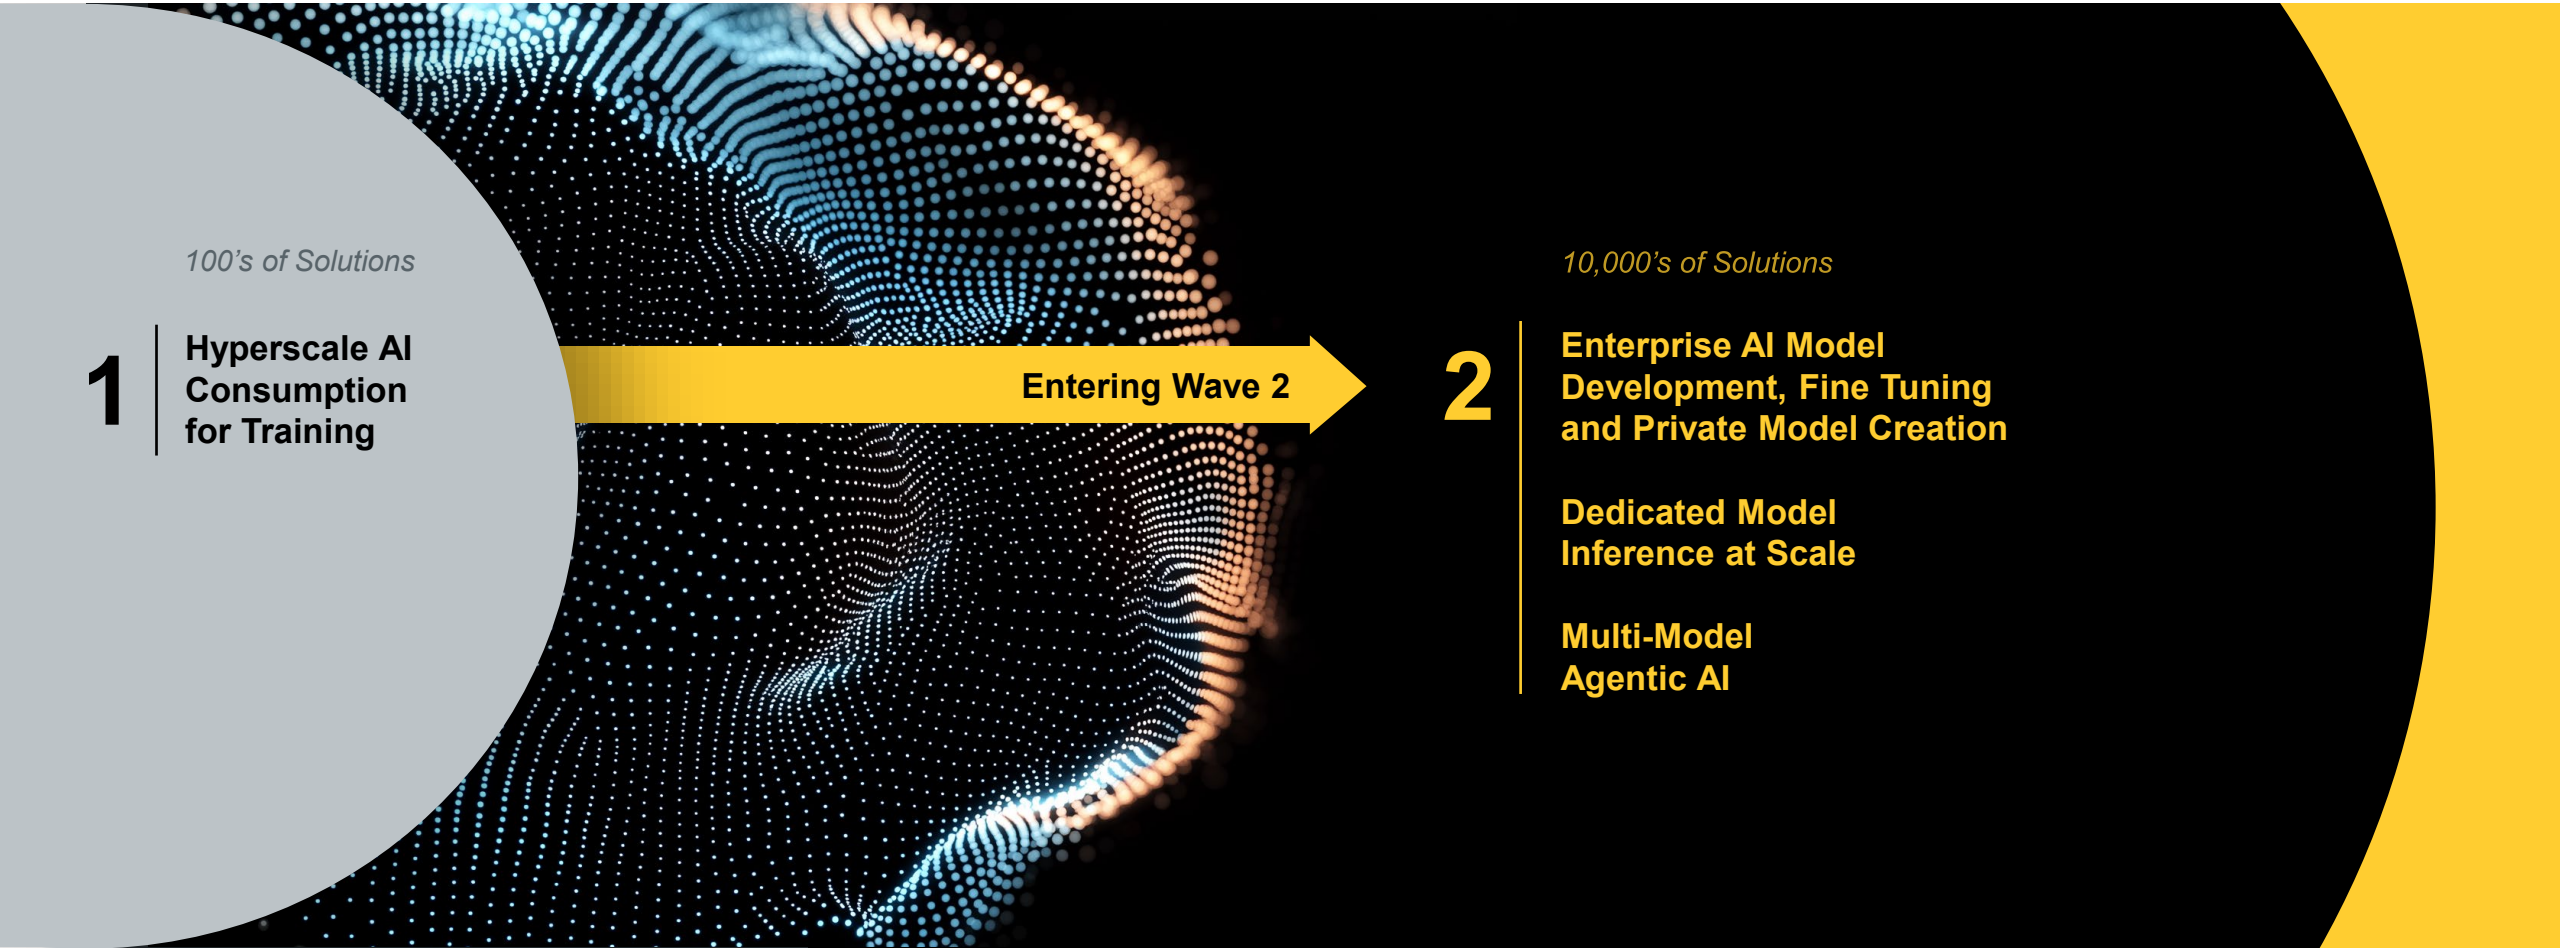 100’s of Solutions
1
Hyperscale AI
Consumption
for Training
Entering Wave 2
10,000’s of Solutions
2
Enterprise AI Model
Development, Fine Tuning
and Private Model Creation
Dedicated Model
Inference at Scale
Multi-Model
Agentic AI